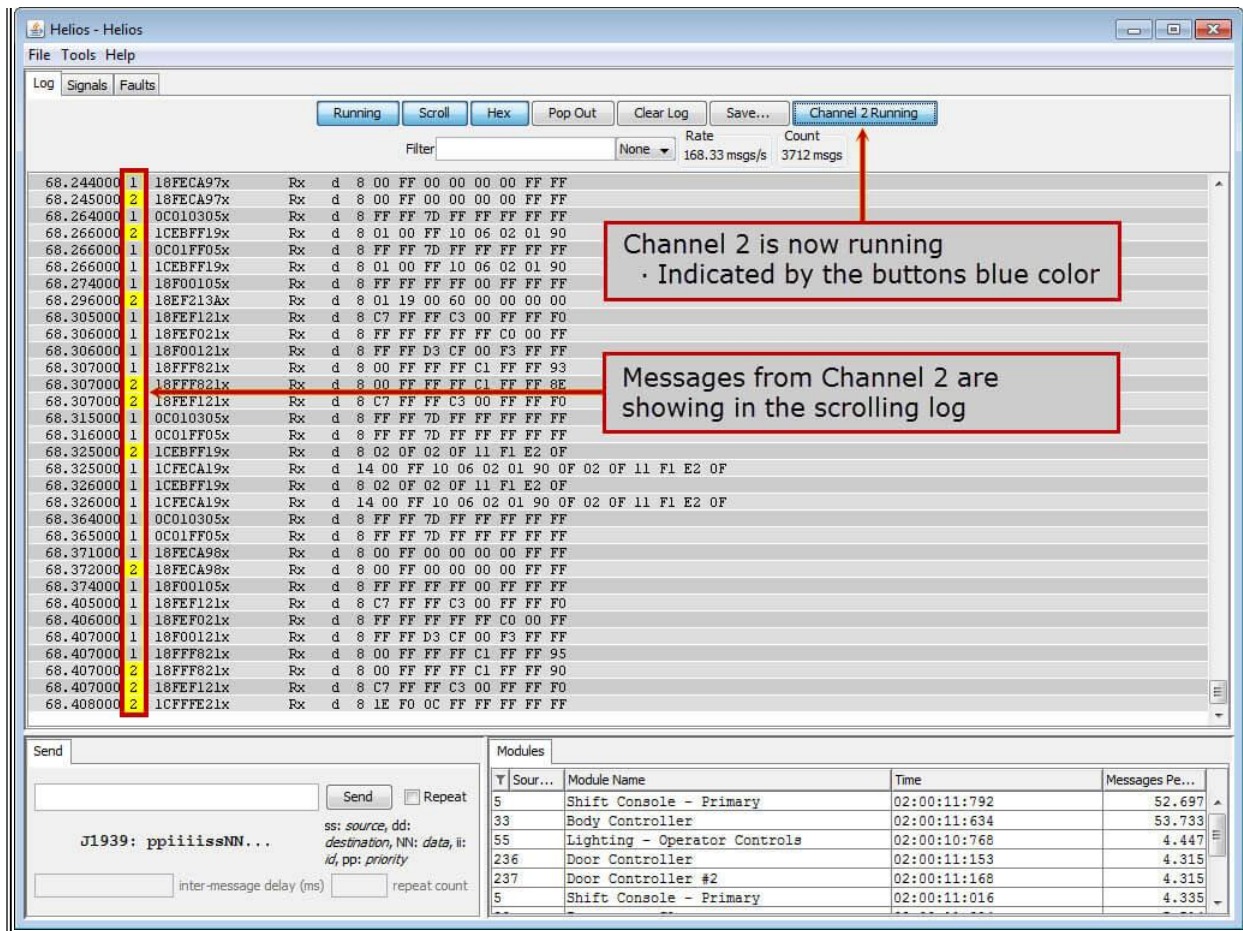 Helios - Helios
File Tools Help
Log Signals Faults
Running Scroll Hex Pop Out Clear Log Save... Channel 2 Running
Filter None Rate 168.33 msgs/s Count 3712 msgs
68.244000 1 18FECA97x Rx d 8 00 FF 00 00 00 00 FF FF
68.245000 2 18FECA97x Rx d 8 00 FF 00 00 00 00 FF FF
68.264000 1 0C010305x Rx d 8 FF FF 7D FF FF FF FF FF
68.266000 2 1CEBFF19x Rx d 8 01 00 FF 10 06 02 01 90
68.266000 1 0C01FF05x Rx d 8 FF FF 7D FF FF FF FF FF
68.266000 1 1CEBFF19x Rx d 8 01 00 FF 10 06 02 01 90
68.274000 1 18F00105x Rx d 8 FF FF FF FF 00 FF FF FF
68.296000 2 18EF213Ax Rx d 8 01 19 00 60 00 00 00 00
68.305000 1 18FEF121x Rx d 8 C7 FF FF C3 00 FF FF F0
68.306000 1 18FEF021x Rx d 8 FF FF FF FF FF C0 00 FF
68.306000 1 18F00121x Rx d 8 FF FF D3 CF 00 F3 FF FF
68.307000 1 18FFF821x Rx d 8 00 FF FF FF C1 FF FF 93
68.307000 2 18FFF821x Rx d 8 00 FF FF FF C1 FF FF 8E
68.307000 2 18FEF121x Rx d 8 C7 FF FF C3 00 FF FF F0
68.315000 1 0C010305x Rx d 8 FF FF 7D FF FF FF FF FF
68.316000 1 0C01FF05x Rx d 8 FF FF 7D FF FF FF FF FF
68.325000 2 1CEBFF19x Rx d 8 02 0F 02 0F 11 F1 E2 0F
68.325000 1 1CFECA19x Rx d 14 00 FF 10 06 02 01 90 0F 02 0F 11 F1 E2 0F
68.326000 1 1CEBFF19x Rx d 8 02 0F 02 0F 11 F1 E2 0F
68.326000 1 1CFECA19x Rx d 14 00 FF 10 06 02 01 90 0F 02 0F 11 F1 E2 0F
68.364000 1 0C010305x Rx d 8 FF FF 7D FF FF FF FF FF
68.365000 1 0C01FF05x Rx d 8 FF FF 7D FF FF FF FF FF
68.371000 1 18FECA98x Rx d 8 00 FF 00 00 00 00 FF FF
68.372000 2 18FECA98x Rx d 8 00 FF 00 00 00 00 FF FF
68.374000 1 18F00105x Rx d 8 FF FF FF FF 00 FF FF FF
68.405000 1 18FEF121x Rx d 8 C7 FF FF C3 00 FF FF F0
68.406000 1 18FEF021x Rx d 8 FF FF FF FF FF C0 00 FF
68.407000 1 18F00121x Rx d 8 FF FF D3 CF 00 F3 FF FF
68.407000 1 18FFF821x Rx d 8 00 FF FF FF C1 FF FF 95
68.407000 2 18FFF821x Rx d 8 00 FF FF FF C1 FF FF 90
68.407000 2 18FEF121x Rx d 8 C7 FF FF C3 00 FF FF F0
68.408000 2 1CFFFE21x Rx d 8 1E F0 0C FF FF FF FF FF
Channel 2 is now running
· Indicated by the buttons blue color
Messages from Channel 2 are
showing in the scrolling log
Send
Send Repeat
J1939: ppiiiissNN...
ss: source, dd:
destination, NN: data, ii:
id, pp: priority
inter-message delay (ms) repeat count
Modules
Sour... Module Name Time Messages Pe...
5 Shift Console - Primary 02:00:11:792 52.697
33 Body Controller 02:00:11:634 53.733
55 Lighting - Operator Controls 02:00:10:768 4.447
236 Door Controller 02:00:11:153 4.315
237 Door Controller #2 02:00:11:168 4.315
5 Shift Console - Primary 02:00:11:016 4.335